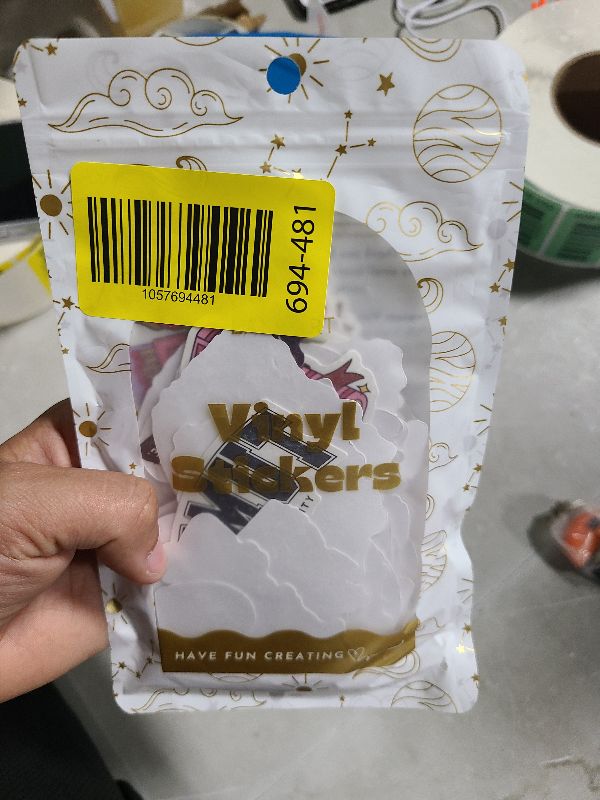 1057694481
694-481
Vinyl
Stickers
HAVE FUN CREATING